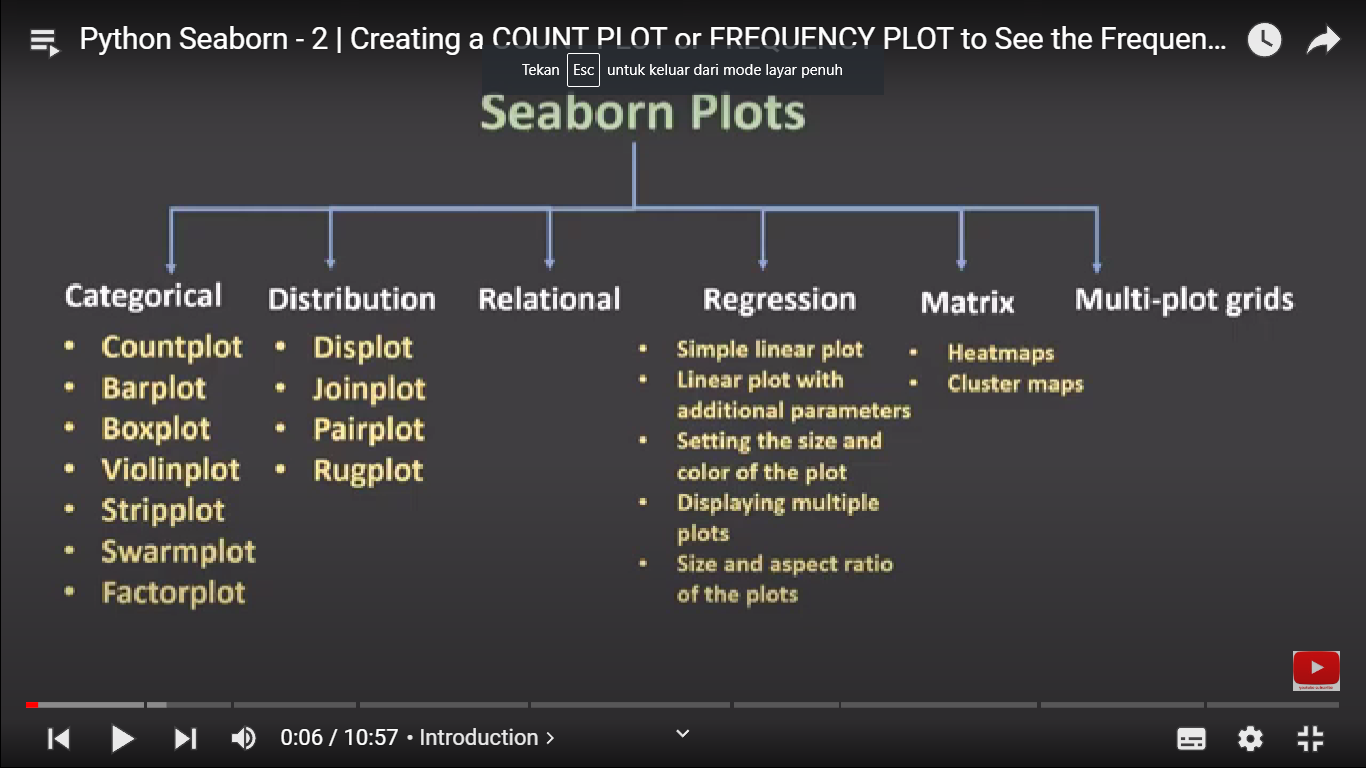 Python Seaborn - 2 | Creating a COUNT PLOT or FREQUENCY PLOT to See the Frequen...
Tekan Esc untuk keluar dari mode layar penuh
Seaborn Plots
Categorical
• Countplot
• Barplot
• Boxplot
• Violinplot
• Stripplot
• Swarmplot
• Factorplot
Distribution
• Displot
• Joinplot
• Pairplot
• Rugplot
Relational
Regression
• Simple linear plot
• Linear plot with
additional parameters
• Setting the size and
color of the plot
• Displaying multiple
plots
• Size and aspect ratio
of the plots
Matrix
• Heatmaps
• Cluster maps
Multi-plot grids
0:06 / 10:57 • Introduction >